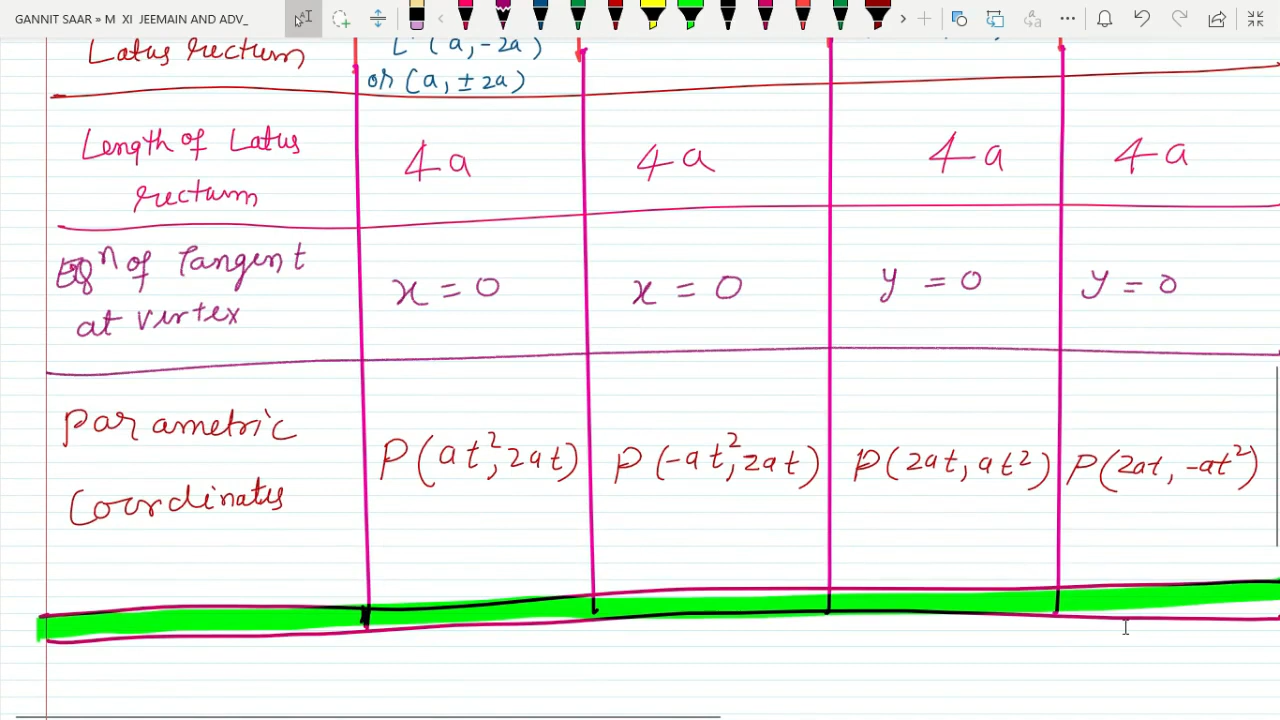 GANNIT SAAR » M XI JEEMAIN AND ADV_
Latus rectum
L' (a, -2a)
or (a, ± 2a)
Length of Latus
rectum
4a
4a
4a
4a
Eqn of Tangent
at vertex
x = 0
x = 0
y = 0
y = 0
Parametric
Coordinates
P(at², 2at)
P(-at², 2at)
P(2at, at²)
P(2at, -at²)